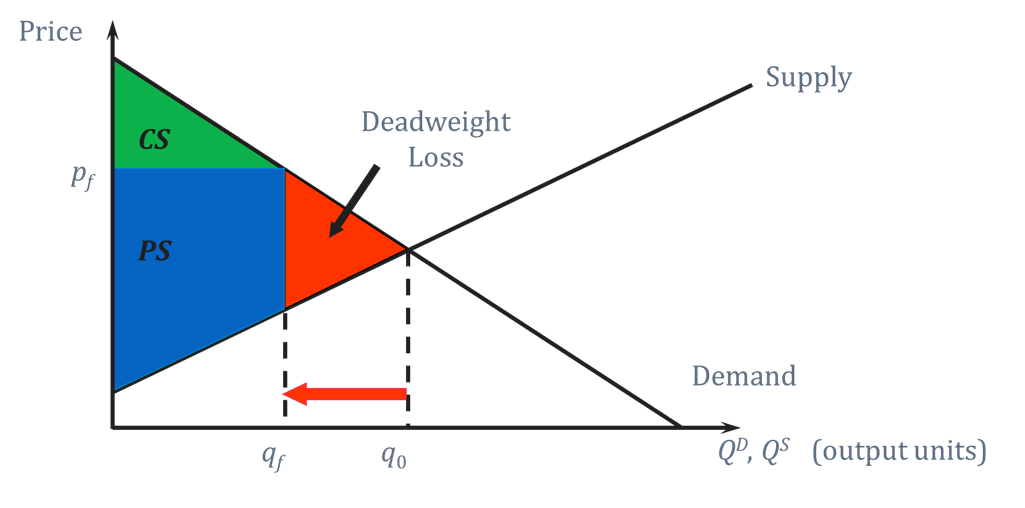 Price
Supply
Deadweight
Loss
CS
p_f
PS
Demand
q_f
q_0
Q^D, Q^S (output units)